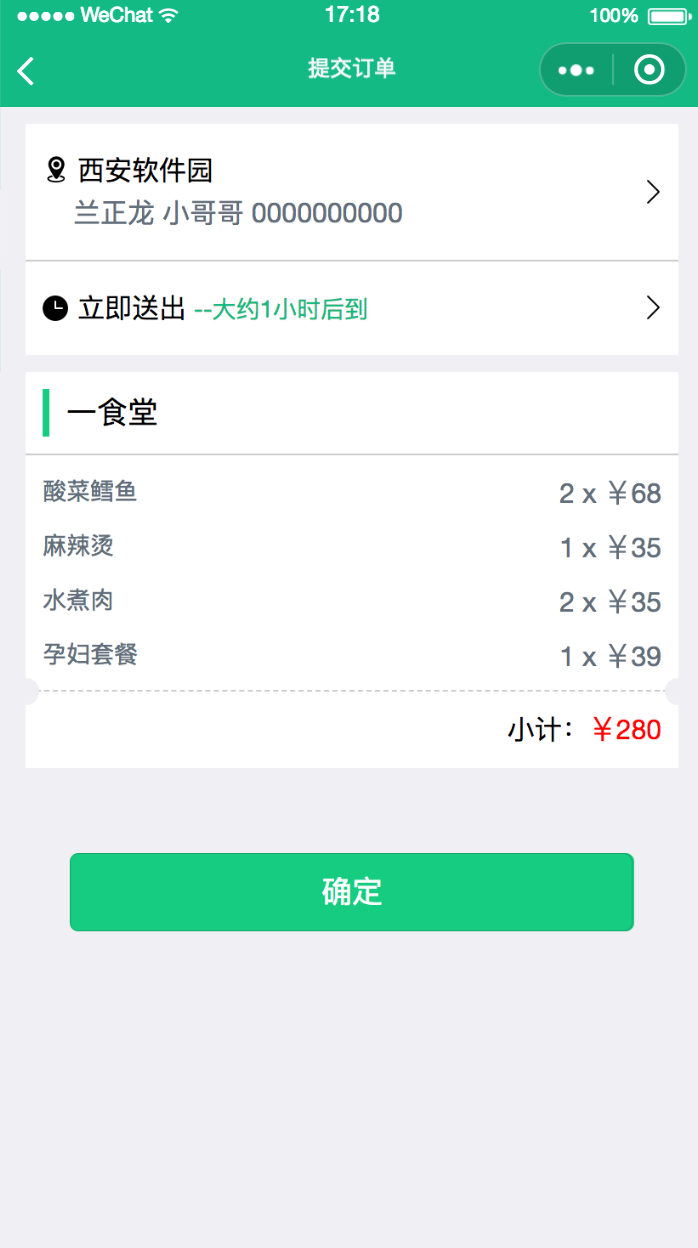 WeChat 17:18 100%
提交订单
西安软件园
兰正龙 小哥哥 0000000000
立即送出 --大约1小时后到
一食堂
酸菜鳕鱼 2 x ￥68
麻辣烫 1 x ￥35
水煮肉 2 x ￥35
孕妇套餐 1 x ￥39
小计： ￥280
确定